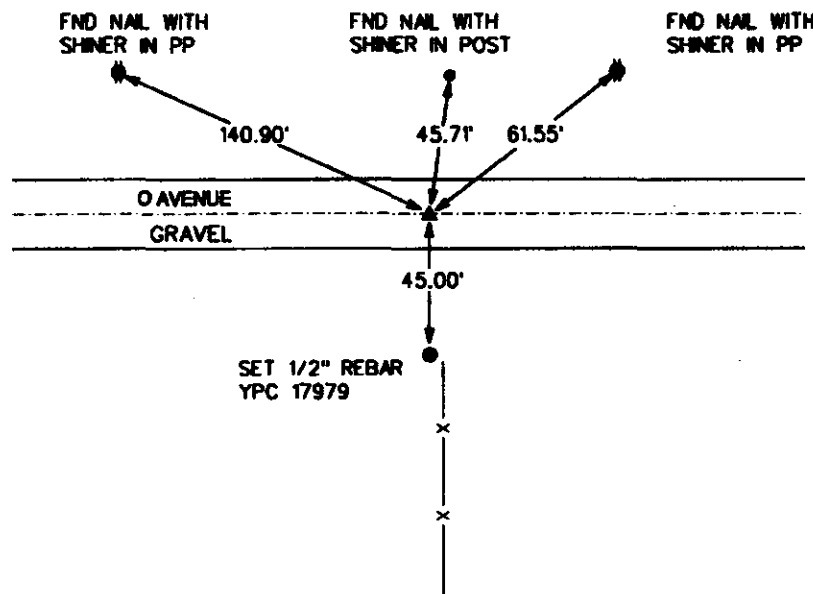 FND NAIL WITH
SHINER IN PP
FND NAIL WITH
SHINER IN POST
FND NAIL WITH
SHINER IN PP
140.90'
45.71'
61.55'
O AVENUE
GRAVEL
45.00'
SET 1/2" REBAR
YPC 17979